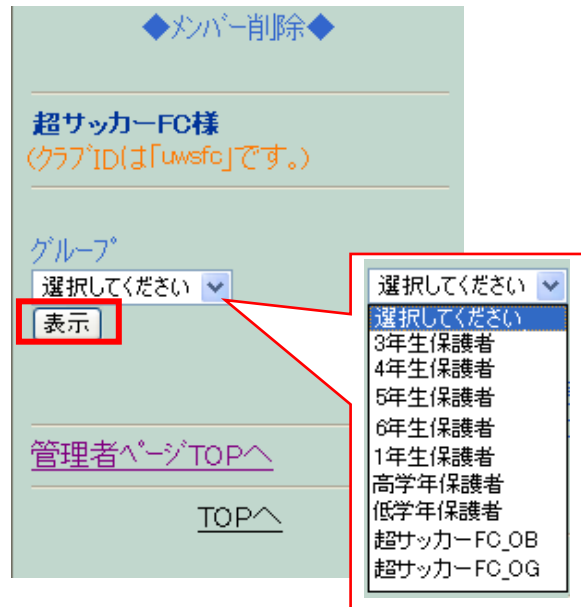 ◆ﾒﾝﾊﾞｰ削除◆
超サッカーFC様
(ｸﾗﾌﾞIDは「uwsfc」です。)
ｸﾞﾙｰﾌﾟ
選択してください
表示
管理者ﾍﾟｰｼﾞTOPへ
TOPへ
選択してください
選択してください
3年生保護者
4年生保護者
5年生保護者
6年生保護者
1年生保護者
高学年保護者
低学年保護者
超サッカーFC_OB
超サッカーFC_OG